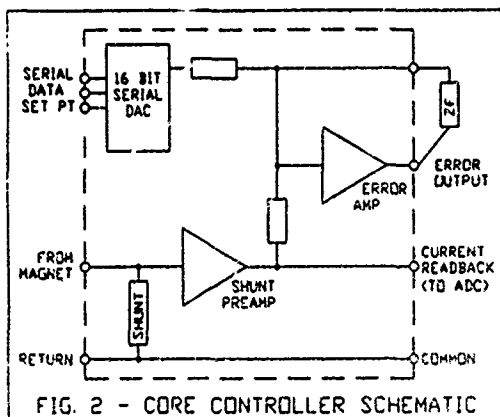 SERIAL
DATA
SET PT
16 BIT
SERIAL
DAC
ZF
ERROR
OUTPUT
ERROR
AMP
FROM
MAGNET
SHUNT
PREAMP
CURRENT
READBACK
(TO ADC)
SHUNT
RETURN
COMMON
FIG. 2 - CORE CONTROLLER SCHEMATIC